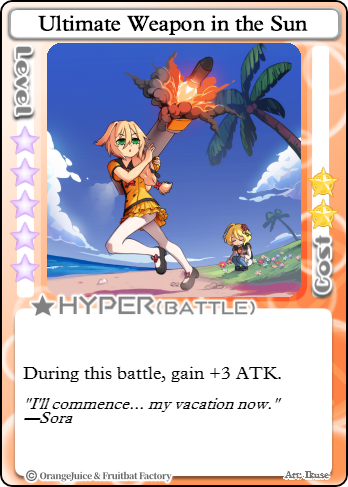 Ultimate Weapon in the Sun
Level
Cost
HYPER(BATTLE)
During this battle, gain +3 ATK.
"I'll commence... my vacation now."
—Sora
© OrangeJuice & Fruitbat Factory
Art: Ikuse